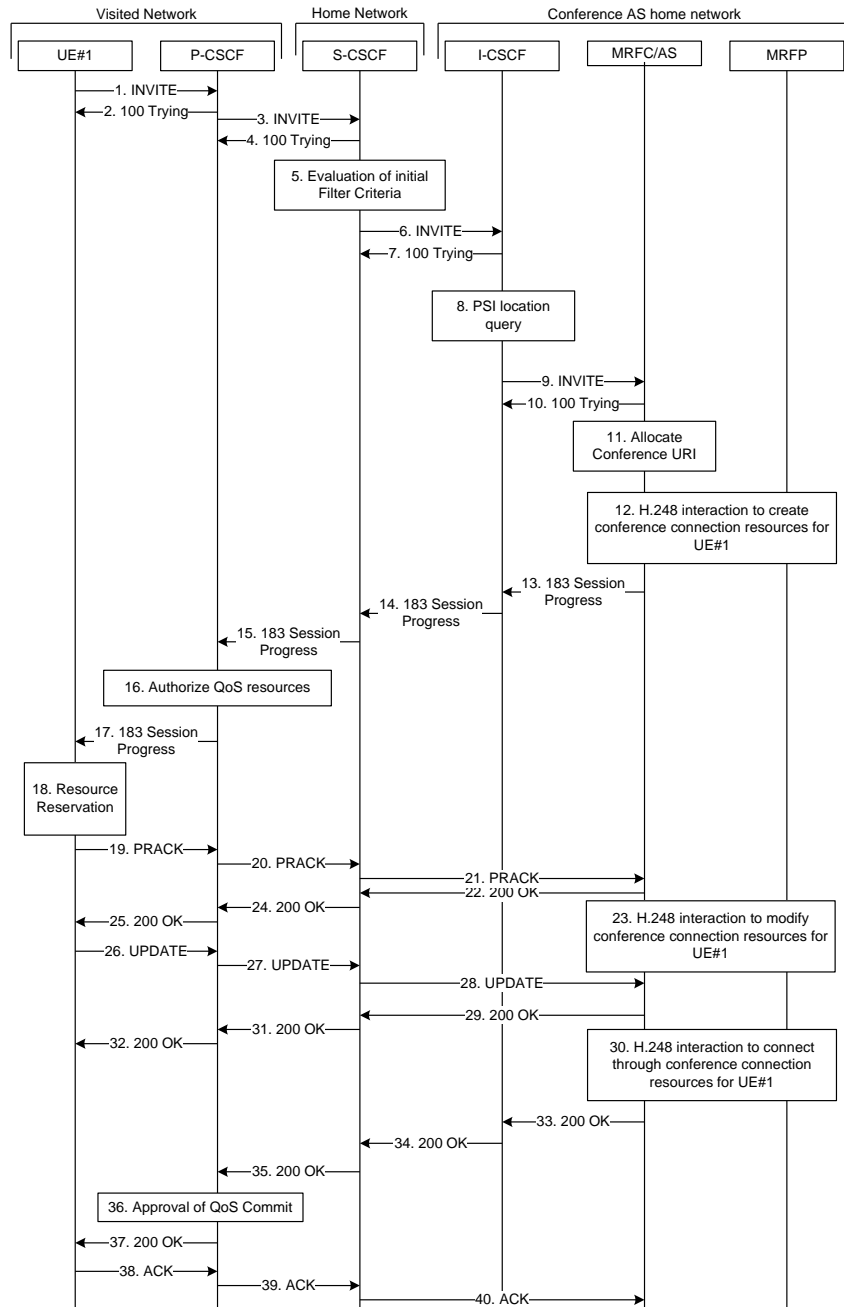 Visited Network
Home Network
Conference AS home network
UE#1
P-CSCF
S-CSCF
I-CSCF
MRFC/AS
MRFP
1. INVITE
2. 100 Trying
3. INVITE
4. 100 Trying
5. Evaluation of initial
Filter Criteria
6. INVITE
7. 100 Trying
8. PSI location
query
9. INVITE
10. 100 Trying
11. Allocate
Conference URI
12. H.248 interaction to create
conference connection resources for
UE#1
13. 183 Session
Progress
14. 183 Session
Progress
15. 183 Session
Progress
16. Authorize QoS resources
17. 183 Session
Progress
18. Resource
Reservation
19. PRACK
20. PRACK
21. PRACK
22. 200 OK
23. H.248 interaction to modify
conference connection resources for
UE#1
24. 200 OK
25. 200 OK
26. UPDATE
27. UPDATE
28. UPDATE
29. 200 OK
30. H.248 interaction to connect
through conference connection
resources for UE#1
31. 200 OK
32. 200 OK
33. 200 OK
34. 200 OK
35. 200 OK
36. Approval of QoS Commit
37. 200 OK
38. ACK
39. ACK
40. ACK